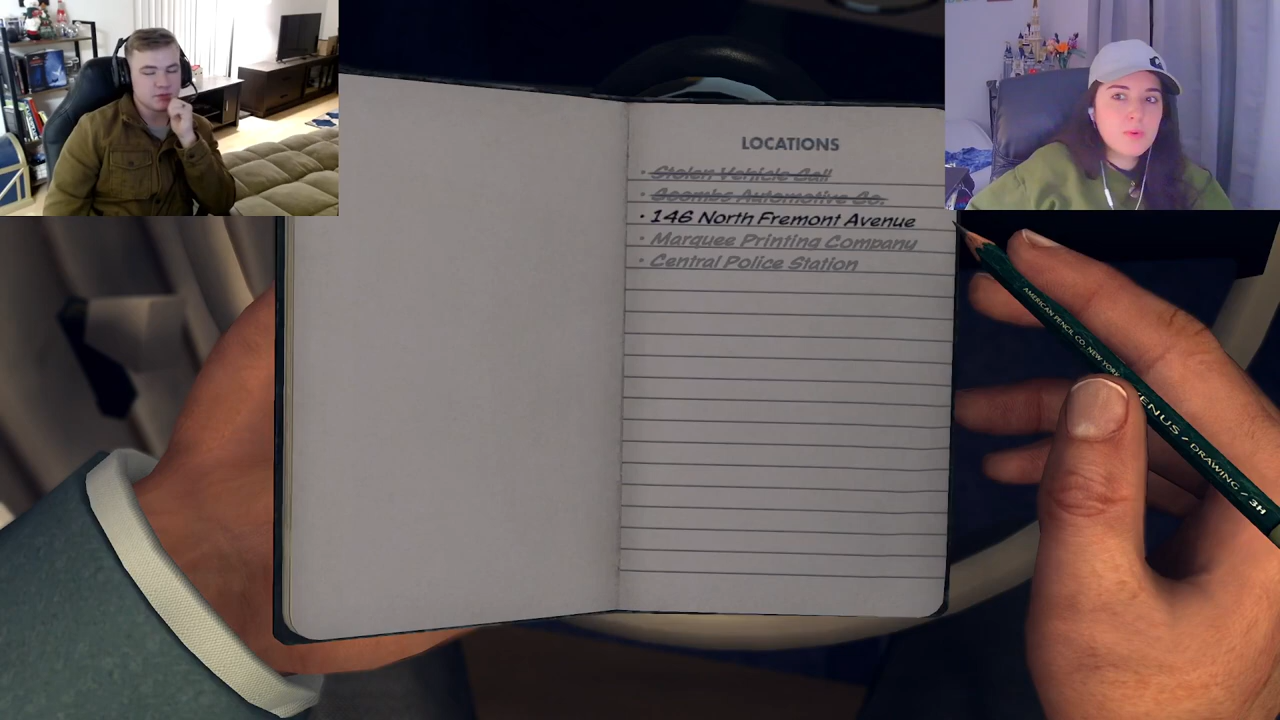 LOCATIONS
· Stolen Vehicle Call
· Coombs Automotive Co.
· 146 North Fremont Avenue
· Marquee Printing Company
· Central Police Station
AMERICAN PENCIL CO. NEW YORK
VENUS / DRAWING / 3H